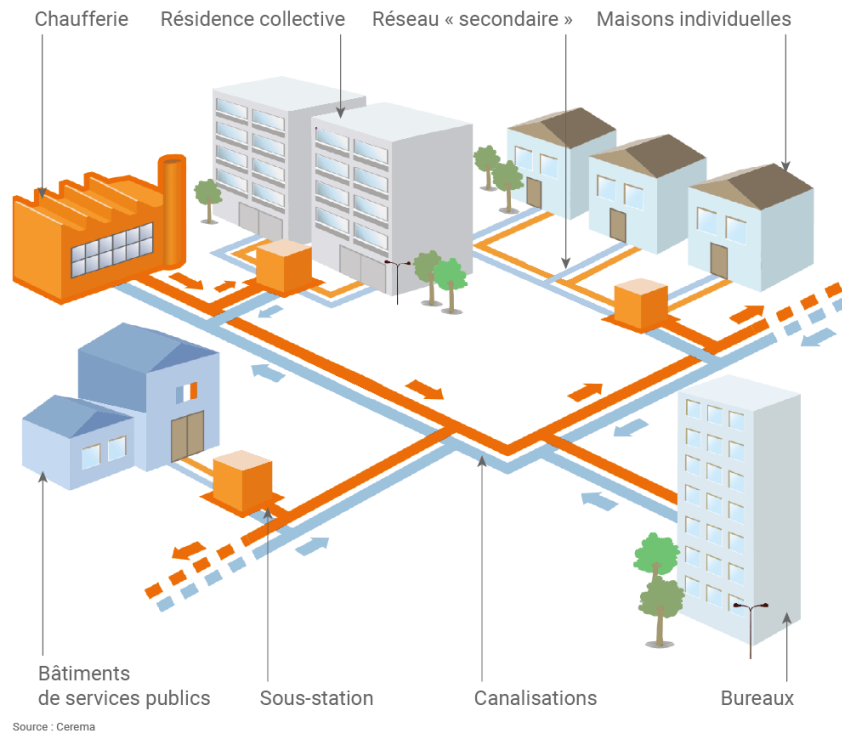 Chaufferie
Résidence collective
Réseau « secondaire »
Maisons individuelles
Bâtiments
de services publics
Sous-station
Canalisations
Bureaux
Source : Cerema